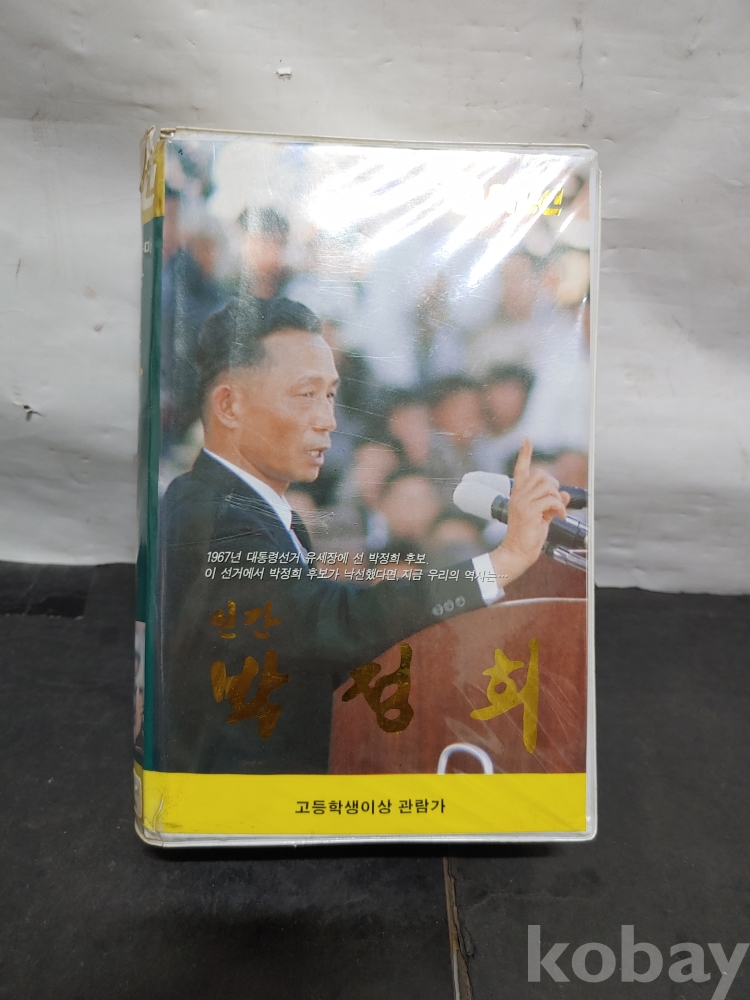 1967년 대통령선거 유세장에 선 박정희 후보.
이 선거에서 박정희 후보가 낙선했다면, 지금 우리의 역사는…
인간
박정희
고등학생이상 관람가
kobay